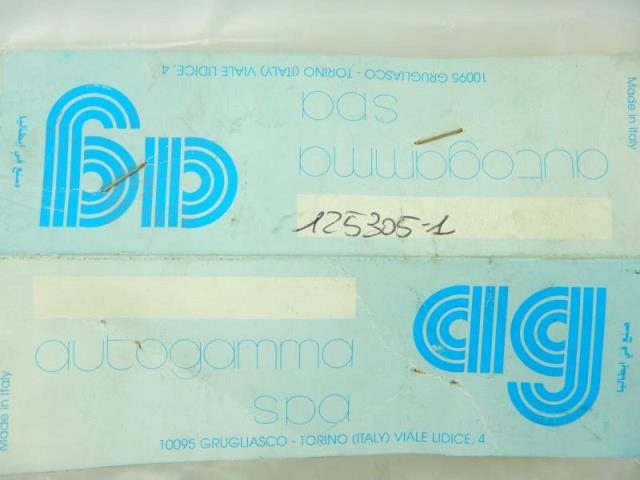 10095 GRUGLIASCO - TORINO (ITALY) VIALE LIDICE, 4
spa
autogamma
ag
Made in Italy
صنع في ايطاليا
125305-1
ag
صنع في ايطاليا
autogamma
spa
Made in Italy
10095 GRUGLIASCO - TORINO (ITALY) VIALE LIDICE, 4